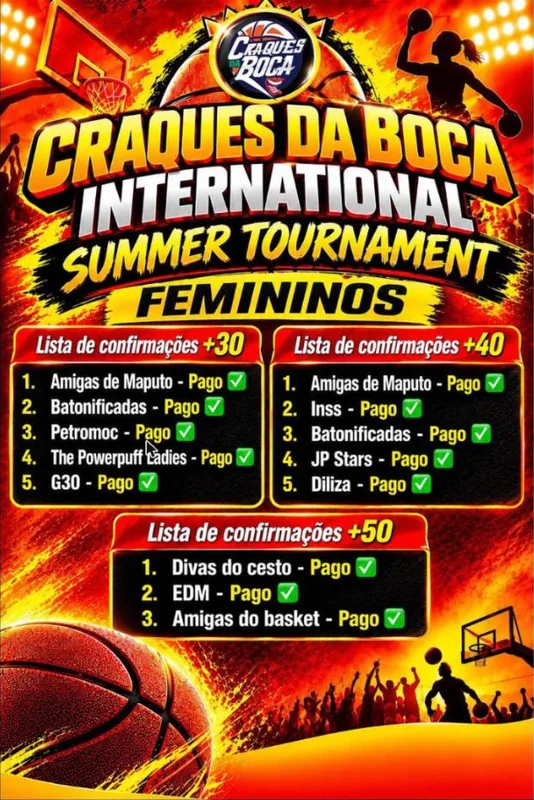 CRAQUES
DA BOCA
CRAQUES DA BOCA
INTERNATIONAL
SUMMER TOURNAMENT
FEMININOS
Lista de confirmações +30
1. Amigas de Maputo - Pago ✅
2. Batonificadas - Pago ✅
3. Petromoc - Pago ✅
4. The Powerpuff Ladies - Pago ✅
5. G30 - Pago ✅
Lista de confirmações +40
1. Amigas de Maputo - Pago ✅
2. Inss - Pago ✅
3. Batonificadas - Pago ✅
4. JP Stars - Pago ✅
5. Diliza - Pago ✅
Lista de confirmações +50
1. Divas do cesto - Pago ✅
2. EDM - Pago ✅
3. Amigas do basket - Pago ✅